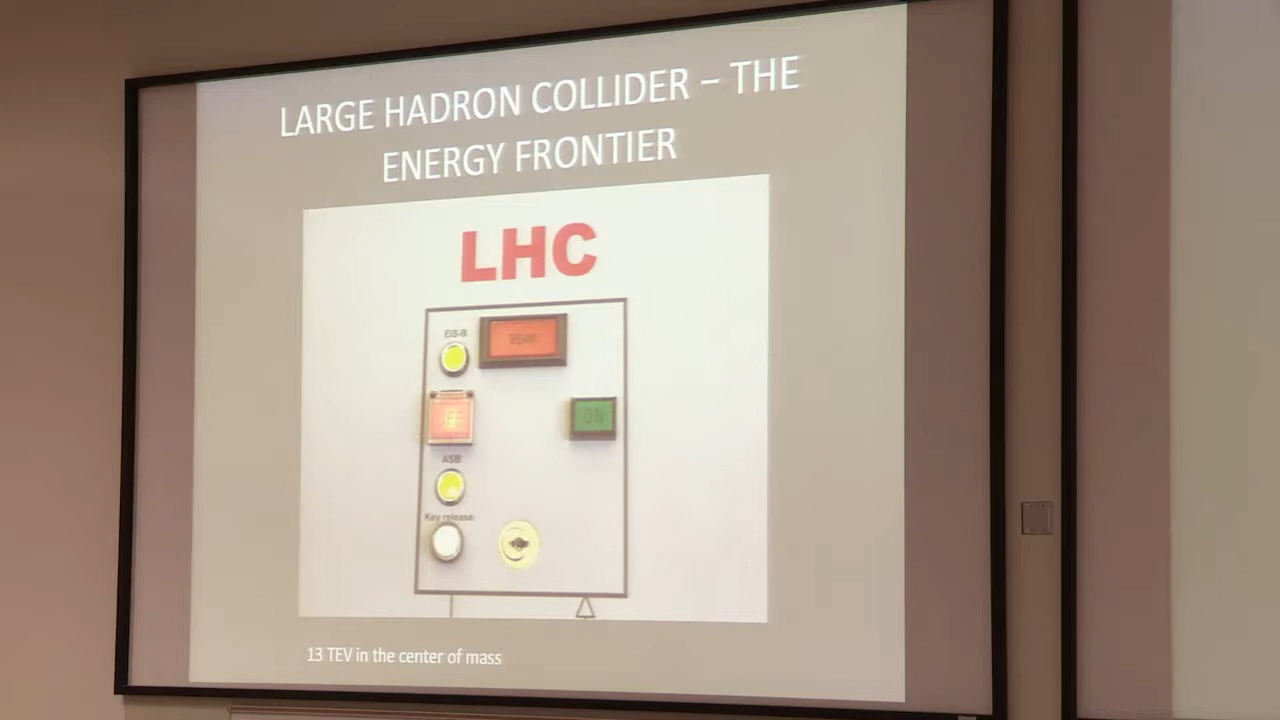 LARGE HADRON COLLIDER – THE
ENERGY FRONTIER
LHC
EIS-B
BEAM
ON
ASB
Key release
13 TEV in the center of mass